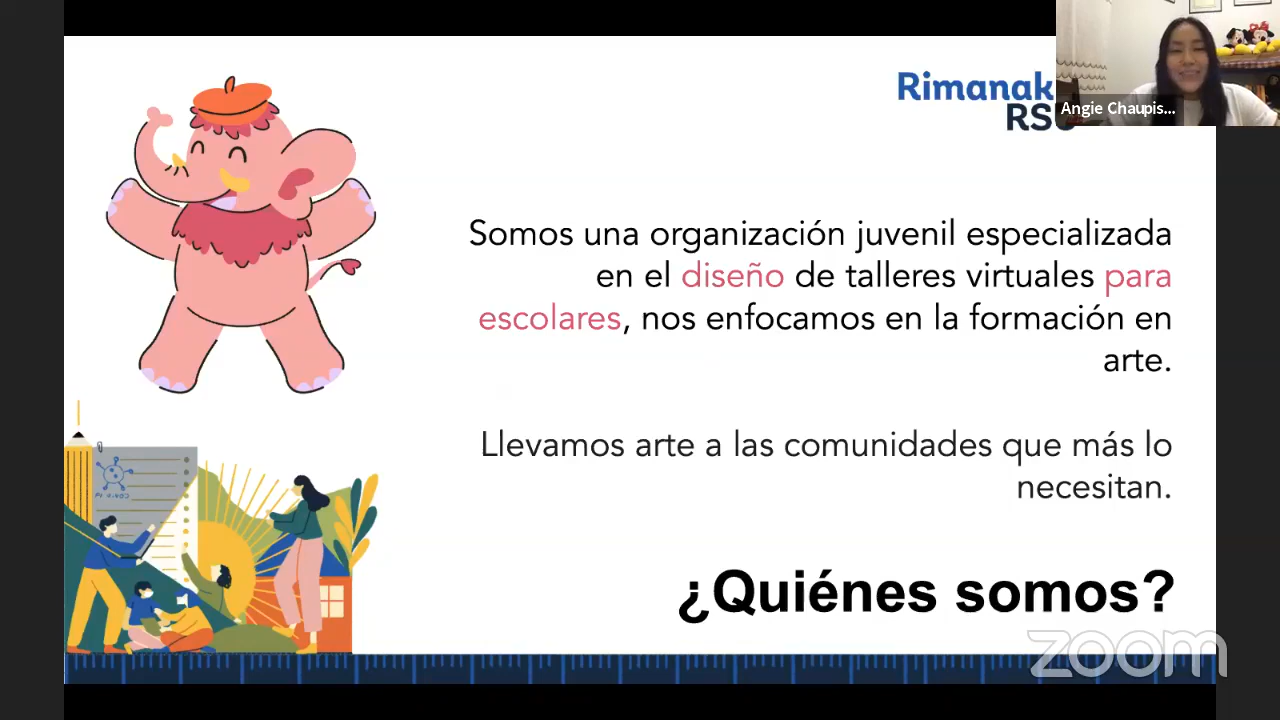 Rimanak
RSU
Angie Chaupis...
Somos una organización juvenil especializada
en el diseño de talleres virtuales para
escolares, nos enfocamos en la formación en
arte.
Llevamos arte a las comunidades que más lo
necesitan.
¿Quiénes somos?
zoom